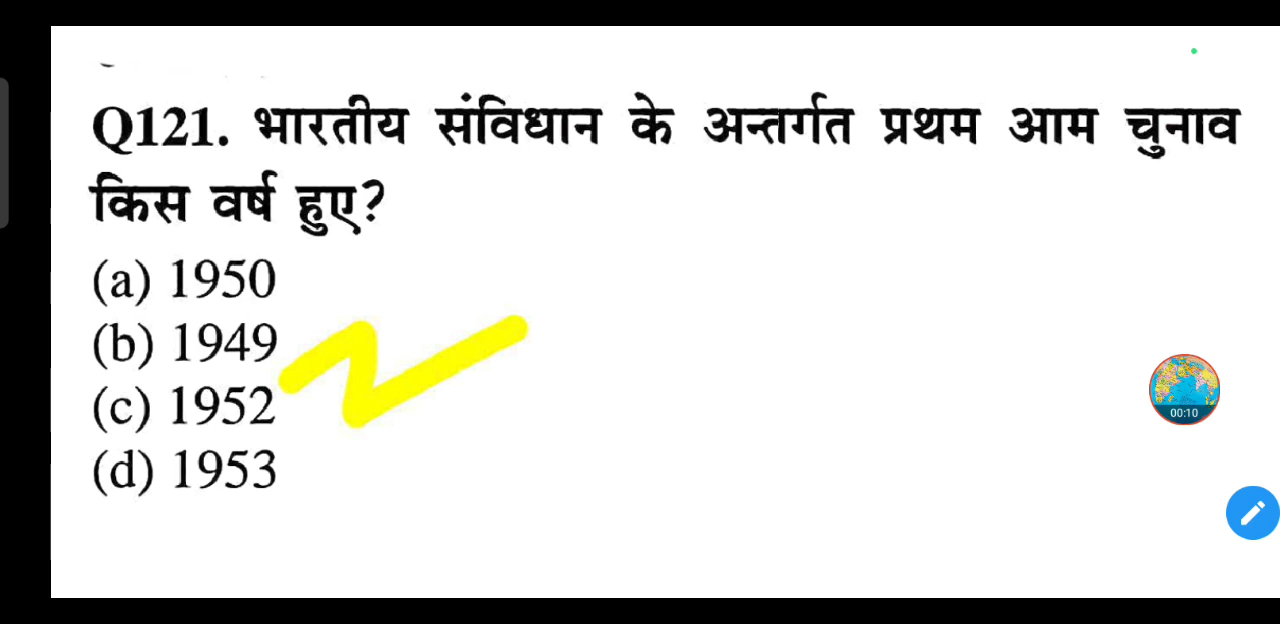 Q121. भारतीय संविधान के अन्तर्गत प्रथम आम चुनाव
किस वर्ष हुए?
(a) 1950
(b) 1949
(c) 1952
(d) 1953
00:10